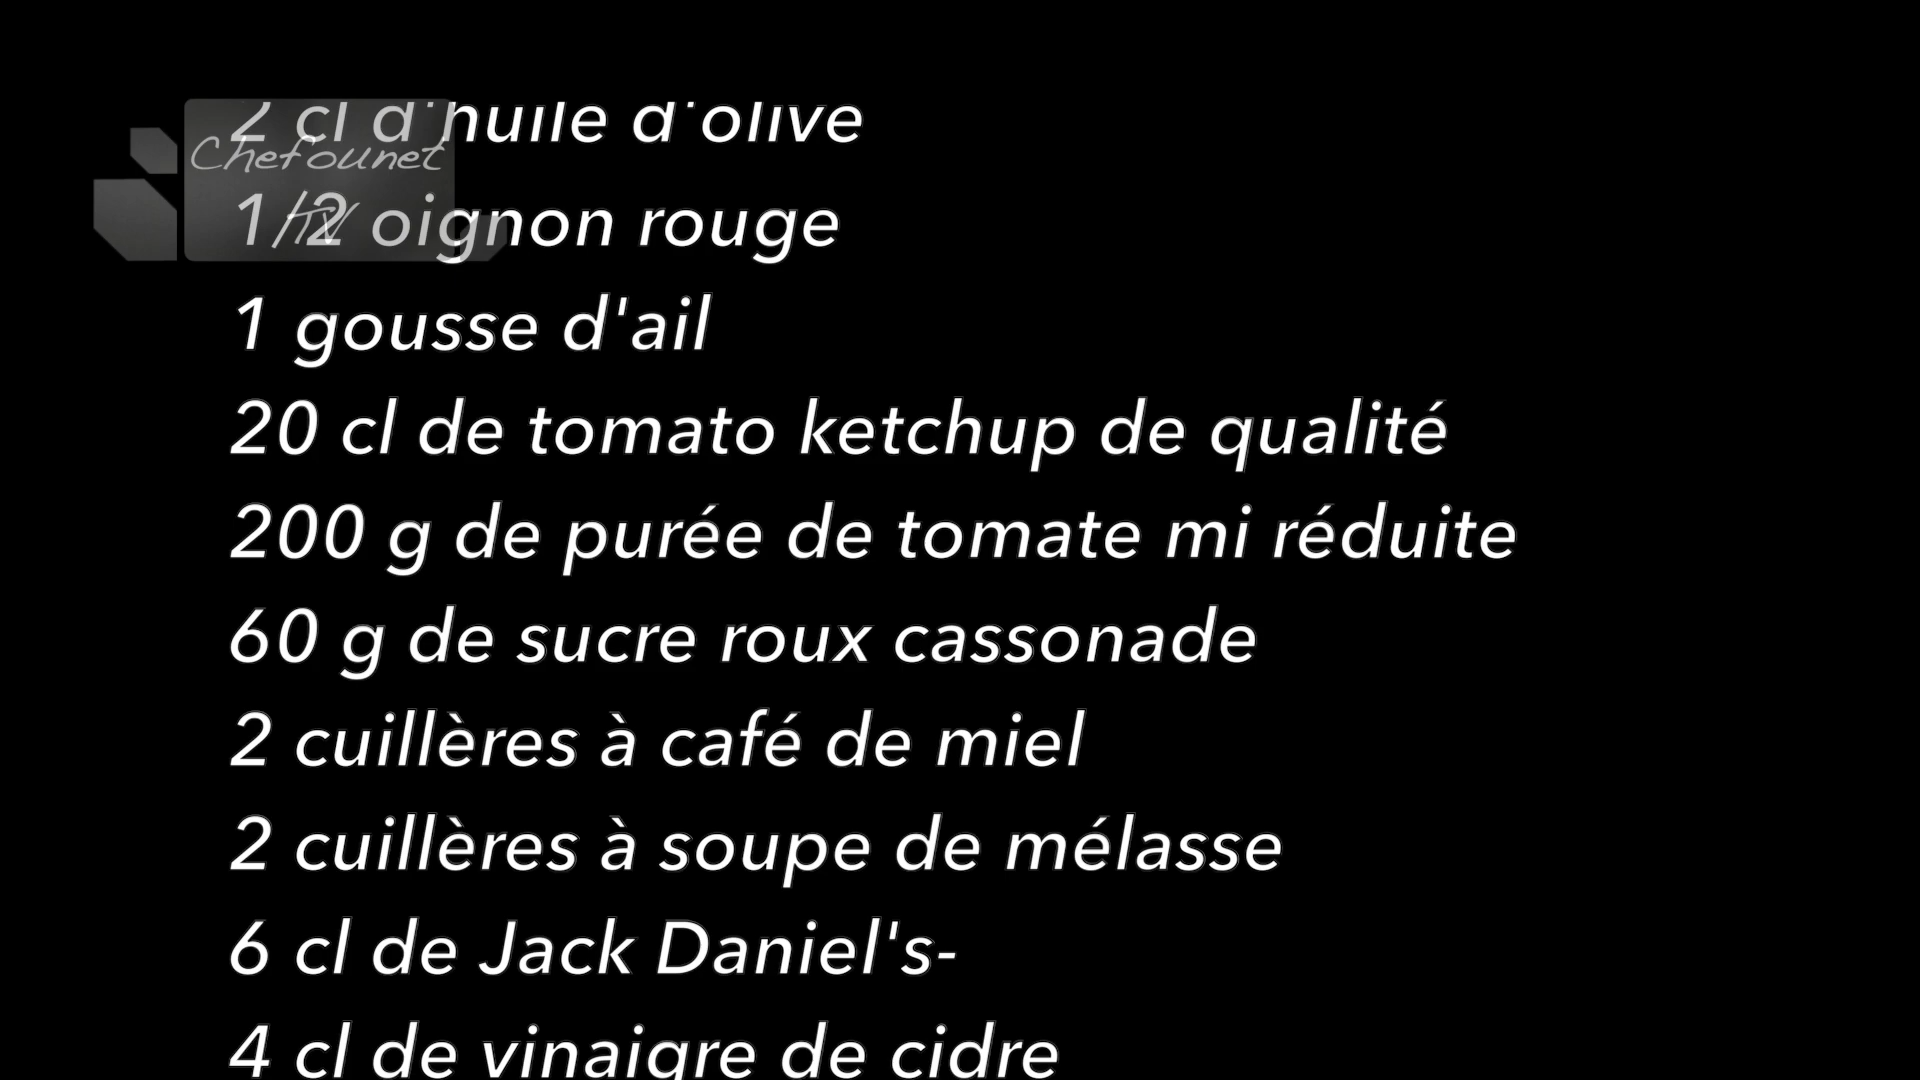 2 cl d'huile d'olive
Chefounet
TV
1/2 oignon rouge
1 gousse d'ail
20 cl de tomato ketchup de qualité
200 g de purée de tomate mi réduite
60 g de sucre roux cassonade
2 cuillères à café de miel
2 cuillères à soupe de mélasse
6 cl de Jack Daniel's-
4 cl de vinaigre de cidre